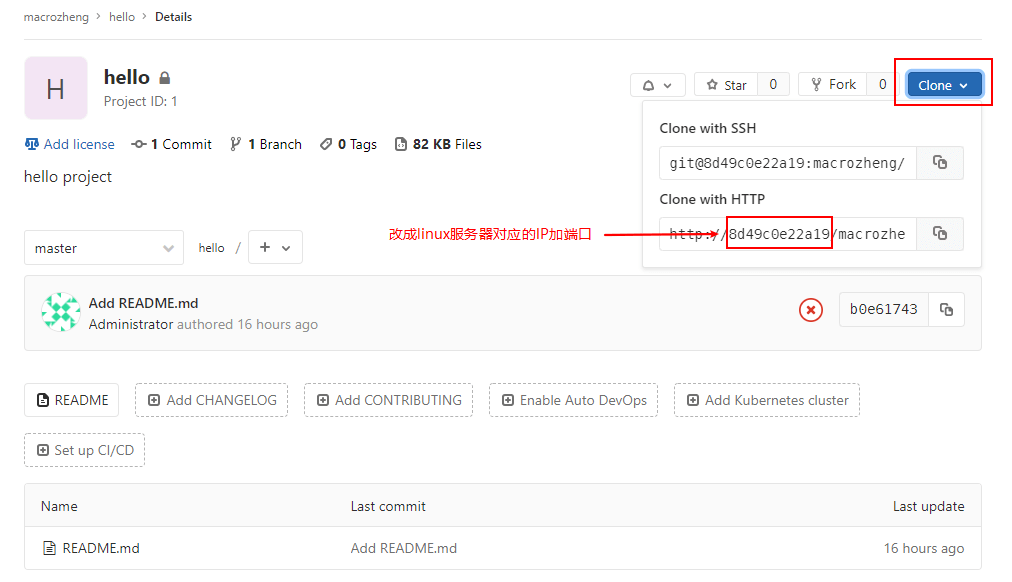 macrozheng › hello › Details
H
hello
Project ID: 1
Star 0
Fork 0
Clone
Add license
1 Commit
1 Branch
0 Tags
82 KB Files
hello project
Clone with SSH
git@8d49c0e22a19:macrozheng/
Clone with HTTP
http://8d49c0e22a19/macrozhe
改成linux服务器对应的IP加端口
master
hello / +
Add README.md
Administrator authored 16 hours ago
b0e61743
README
Add CHANGELOG
Add CONTRIBUTING
Enable Auto DevOps
Add Kubernetes cluster
Set up CI/CD
Name Last commit Last update
README.md Add README.md 16 hours ago